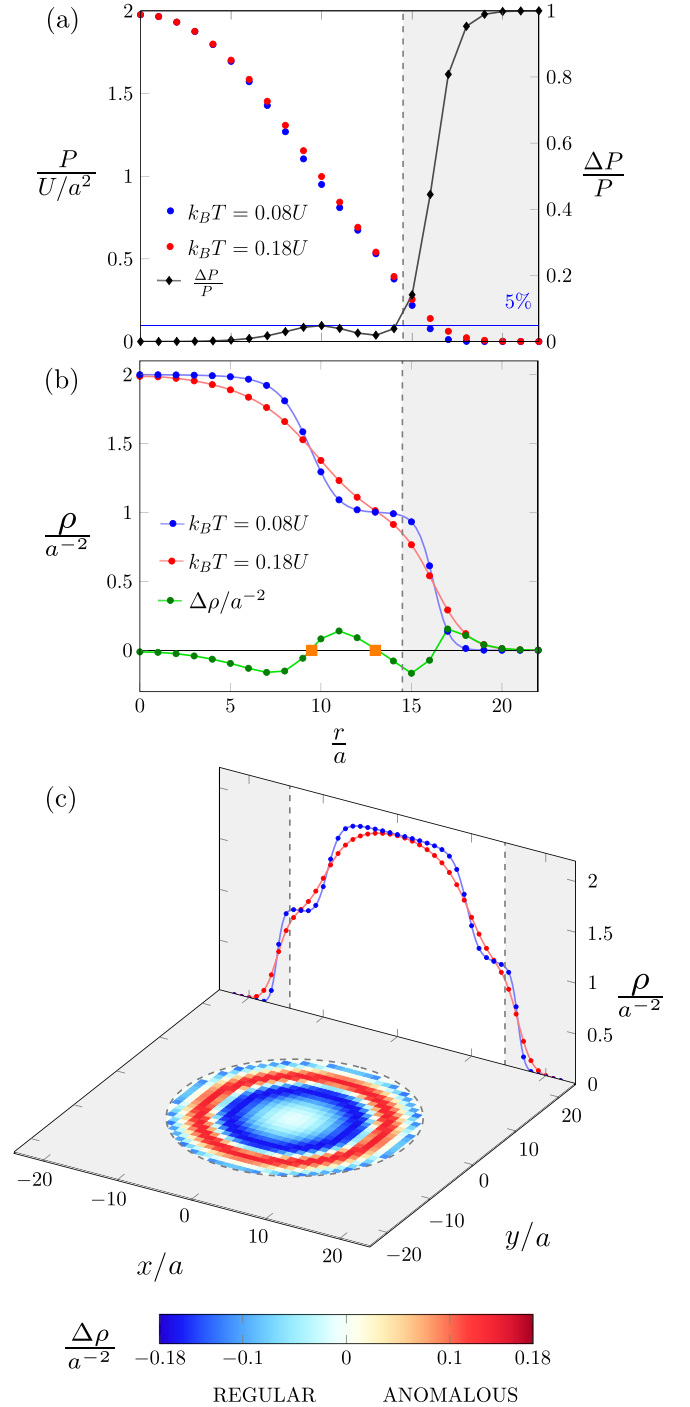 (a)
2
1.5
1
0.5
0
P
U/a²
1
0.8
0.6
0.4
0.2
0
ΔP
P
k_BT = 0.08U
k_BT = 0.18U
ΔP
P
5%
(b)
2
1.5
1
0.5
0
ρ
a⁻²
k_BT = 0.08U
k_BT = 0.18U
Δρ/a⁻²
0
5
10
15
20
r
a
(c)
2
1.5
1
0.5
0
ρ
a⁻²
−20
−10
0
10
20
x/a
−20
−10
0
10
20
y/a
Δρ
a⁻²
−0.18
−0.1
0
0.1
0.18
REGULAR
ANOMALOUS